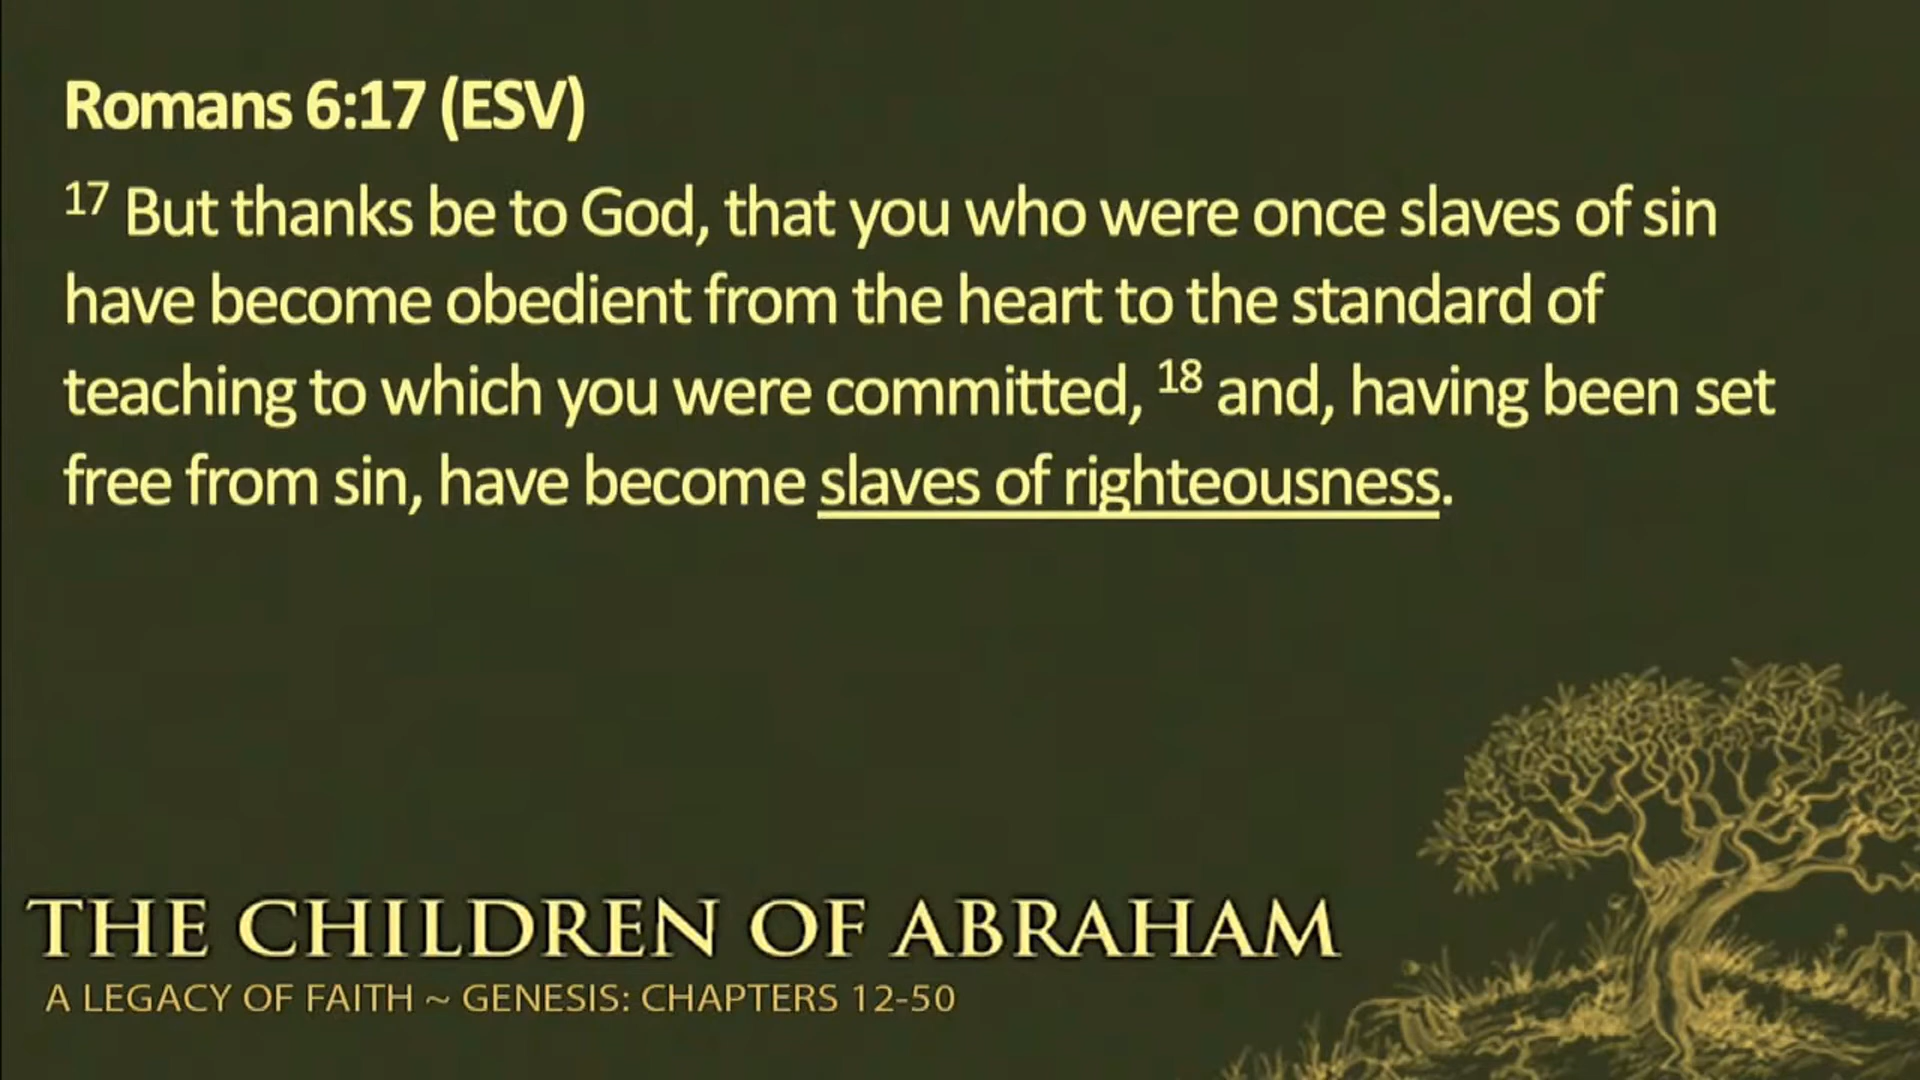 Romans 6:17 (ESV)
17 But thanks be to God, that you who were once slaves of sin
have become obedient from the heart to the standard of
teaching to which you were committed, 18 and, having been set
free from sin, have become slaves of righteousness.
THE CHILDREN OF ABRAHAM
A LEGACY OF FAITH ~ GENESIS: CHAPTERS 12-50